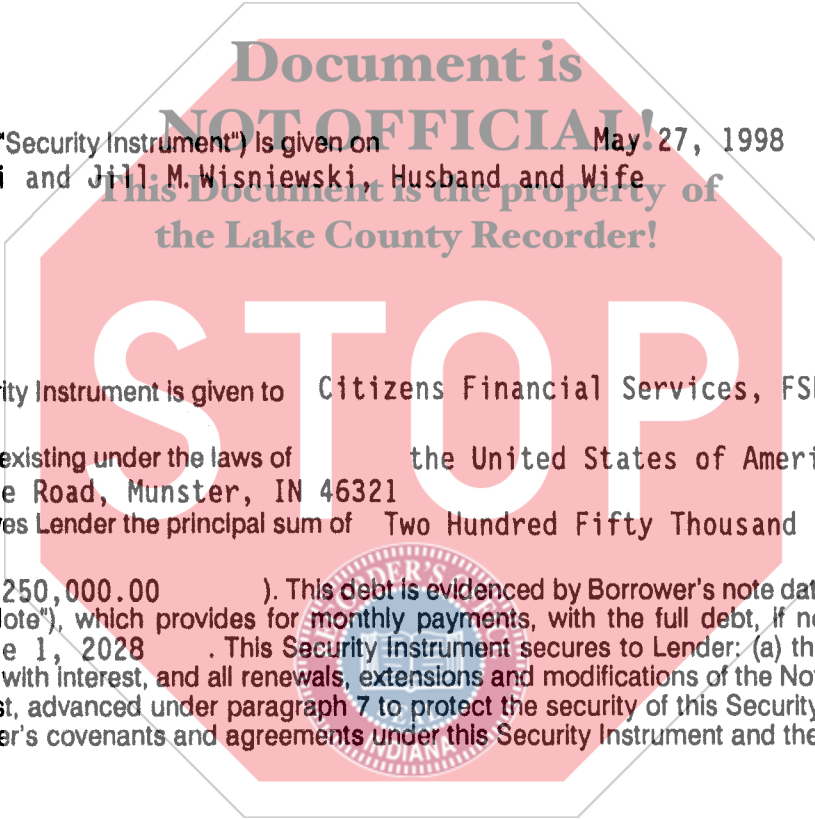 Document is
NOT OFFICIAL!
"Security Instrument") is given on May 27, 1998
i and Jill M. Wisniewski, Husband and Wife
This Document is the property of
the Lake County Recorder!
STOP
ity Instrument is given to Citizens Financial Services, FS
existing under the laws of the United States of Ameri
e Road, Munster, IN 46321
es Lender the principal sum of Two Hundred Fifty Thousand
250,000.00 ). This debt is evidenced by Borrower's note dat
lote"), which provides for monthly payments, with the full debt, if n
e 1, 2028 . This Security Instrument secures to Lender: (a) th
with interest, and all renewals, extensions and modifications of the No
st, advanced under paragraph 7 to protect the security of this Security
er's covenants and agreements under this Security Instrument and the
INDIANA